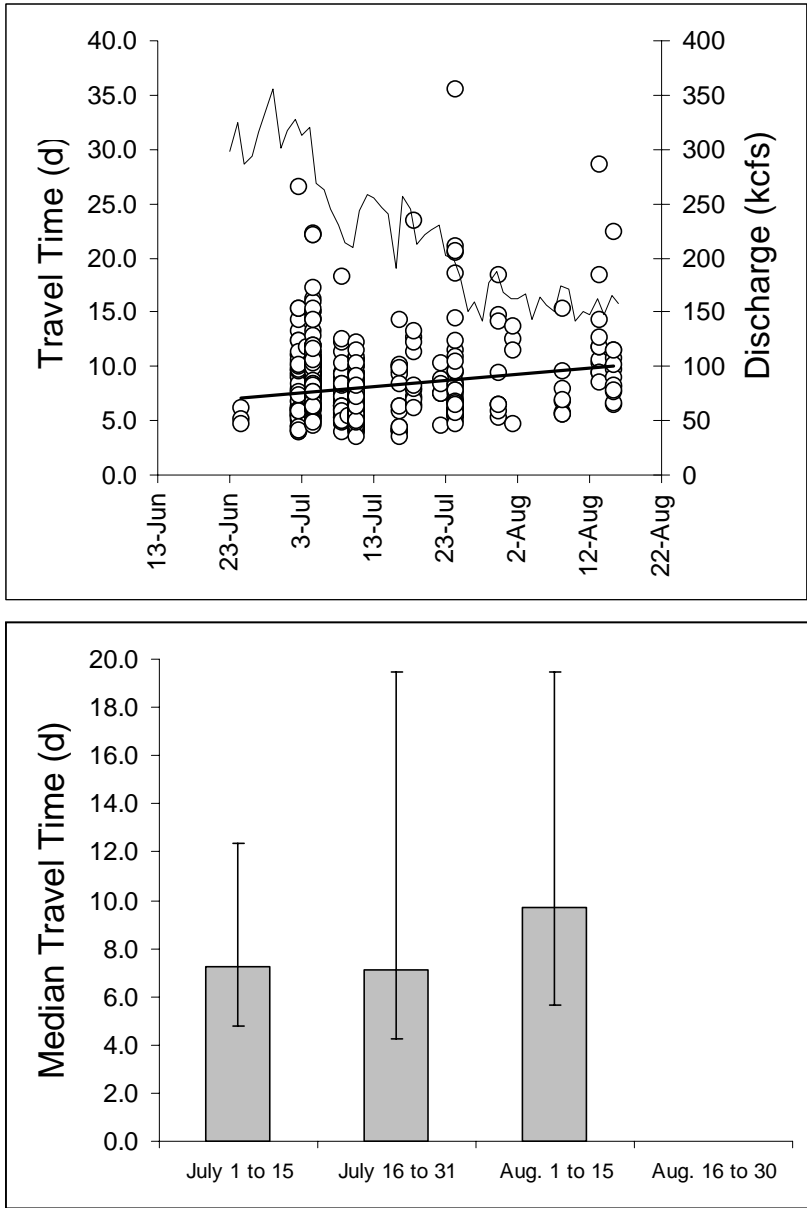 40.0
35.0
30.0
25.0
20.0
15.0
10.0
5.0
0.0
Travel Time (d)
400
350
300
250
200
150
100
50
0
Discharge (kcfs)
13-Jun
23-Jun
3-Jul
13-Jul
23-Jul
2-Aug
12-Aug
22-Aug
20.0
18.0
16.0
14.0
12.0
10.0
8.0
6.0
4.0
2.0
0.0
Median Travel Time (d)
July 1 to 15
July 16 to 31
Aug. 1 to 15
Aug. 16 to 30